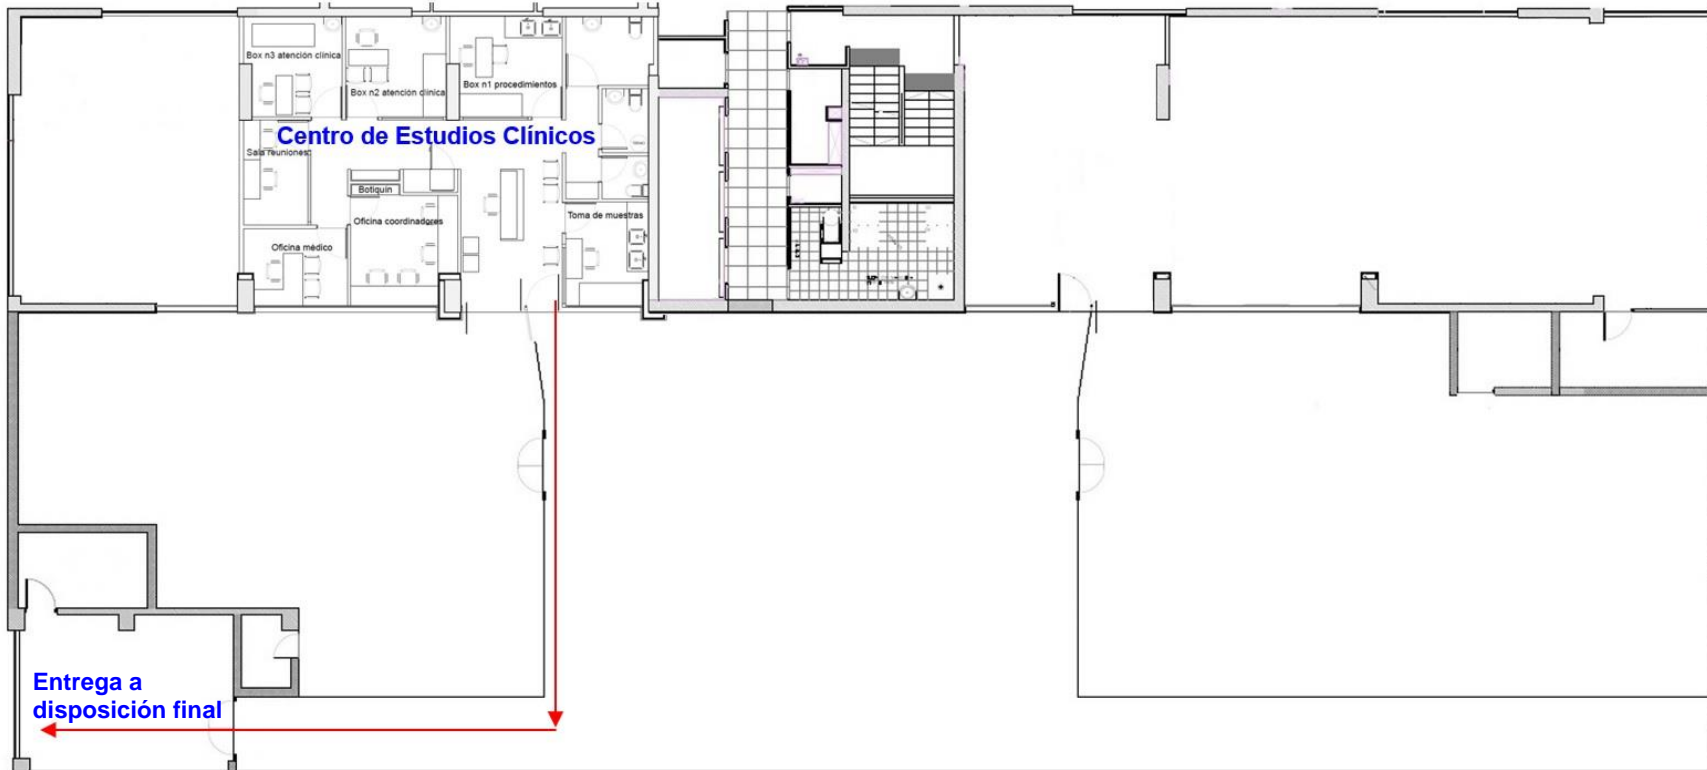 Box n3 atención clínica
Box n2 atención clínica
Box n1 procedimientos
Centro de Estudios Clínicos
Sala reuniones
Botiquín
Oficina coordinadores
Toma de muestras
Oficina médico
Entrega a
disposición final